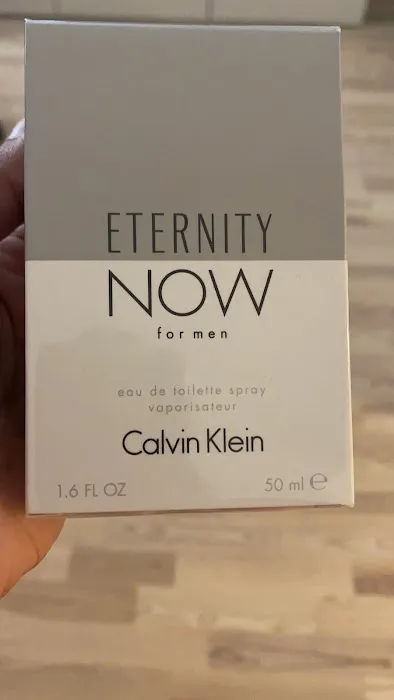 ETERNITY
NOW
for men
eau de toilette spray
vaporisateur
Calvin Klein
1.6 FL OZ 50 ml ℮